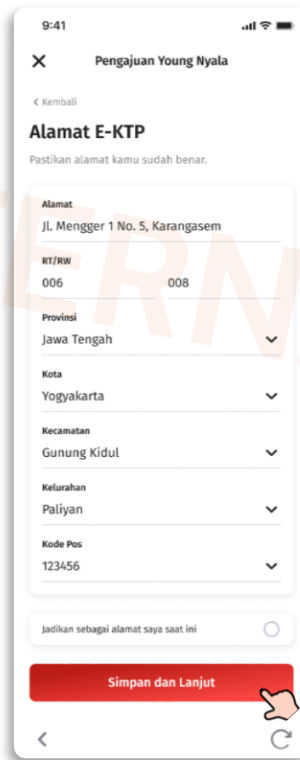 9:41
Pengajuan Young Nyala
< Kembali
Alamat E-KTP
Pastikan alamat kamu sudah benar.
Alamat
Jl. Mengger 1 No. 5, Karangasem
RT/RW
006 008
Provinsi
Jawa Tengah
Kota
Yogyakarta
Kecamatan
Gunung Kidul
Kelurahan
Paliyan
Kode Pos
123456
Jadikan sebagai alamat saya saat ini
Simpan dan Lanjut